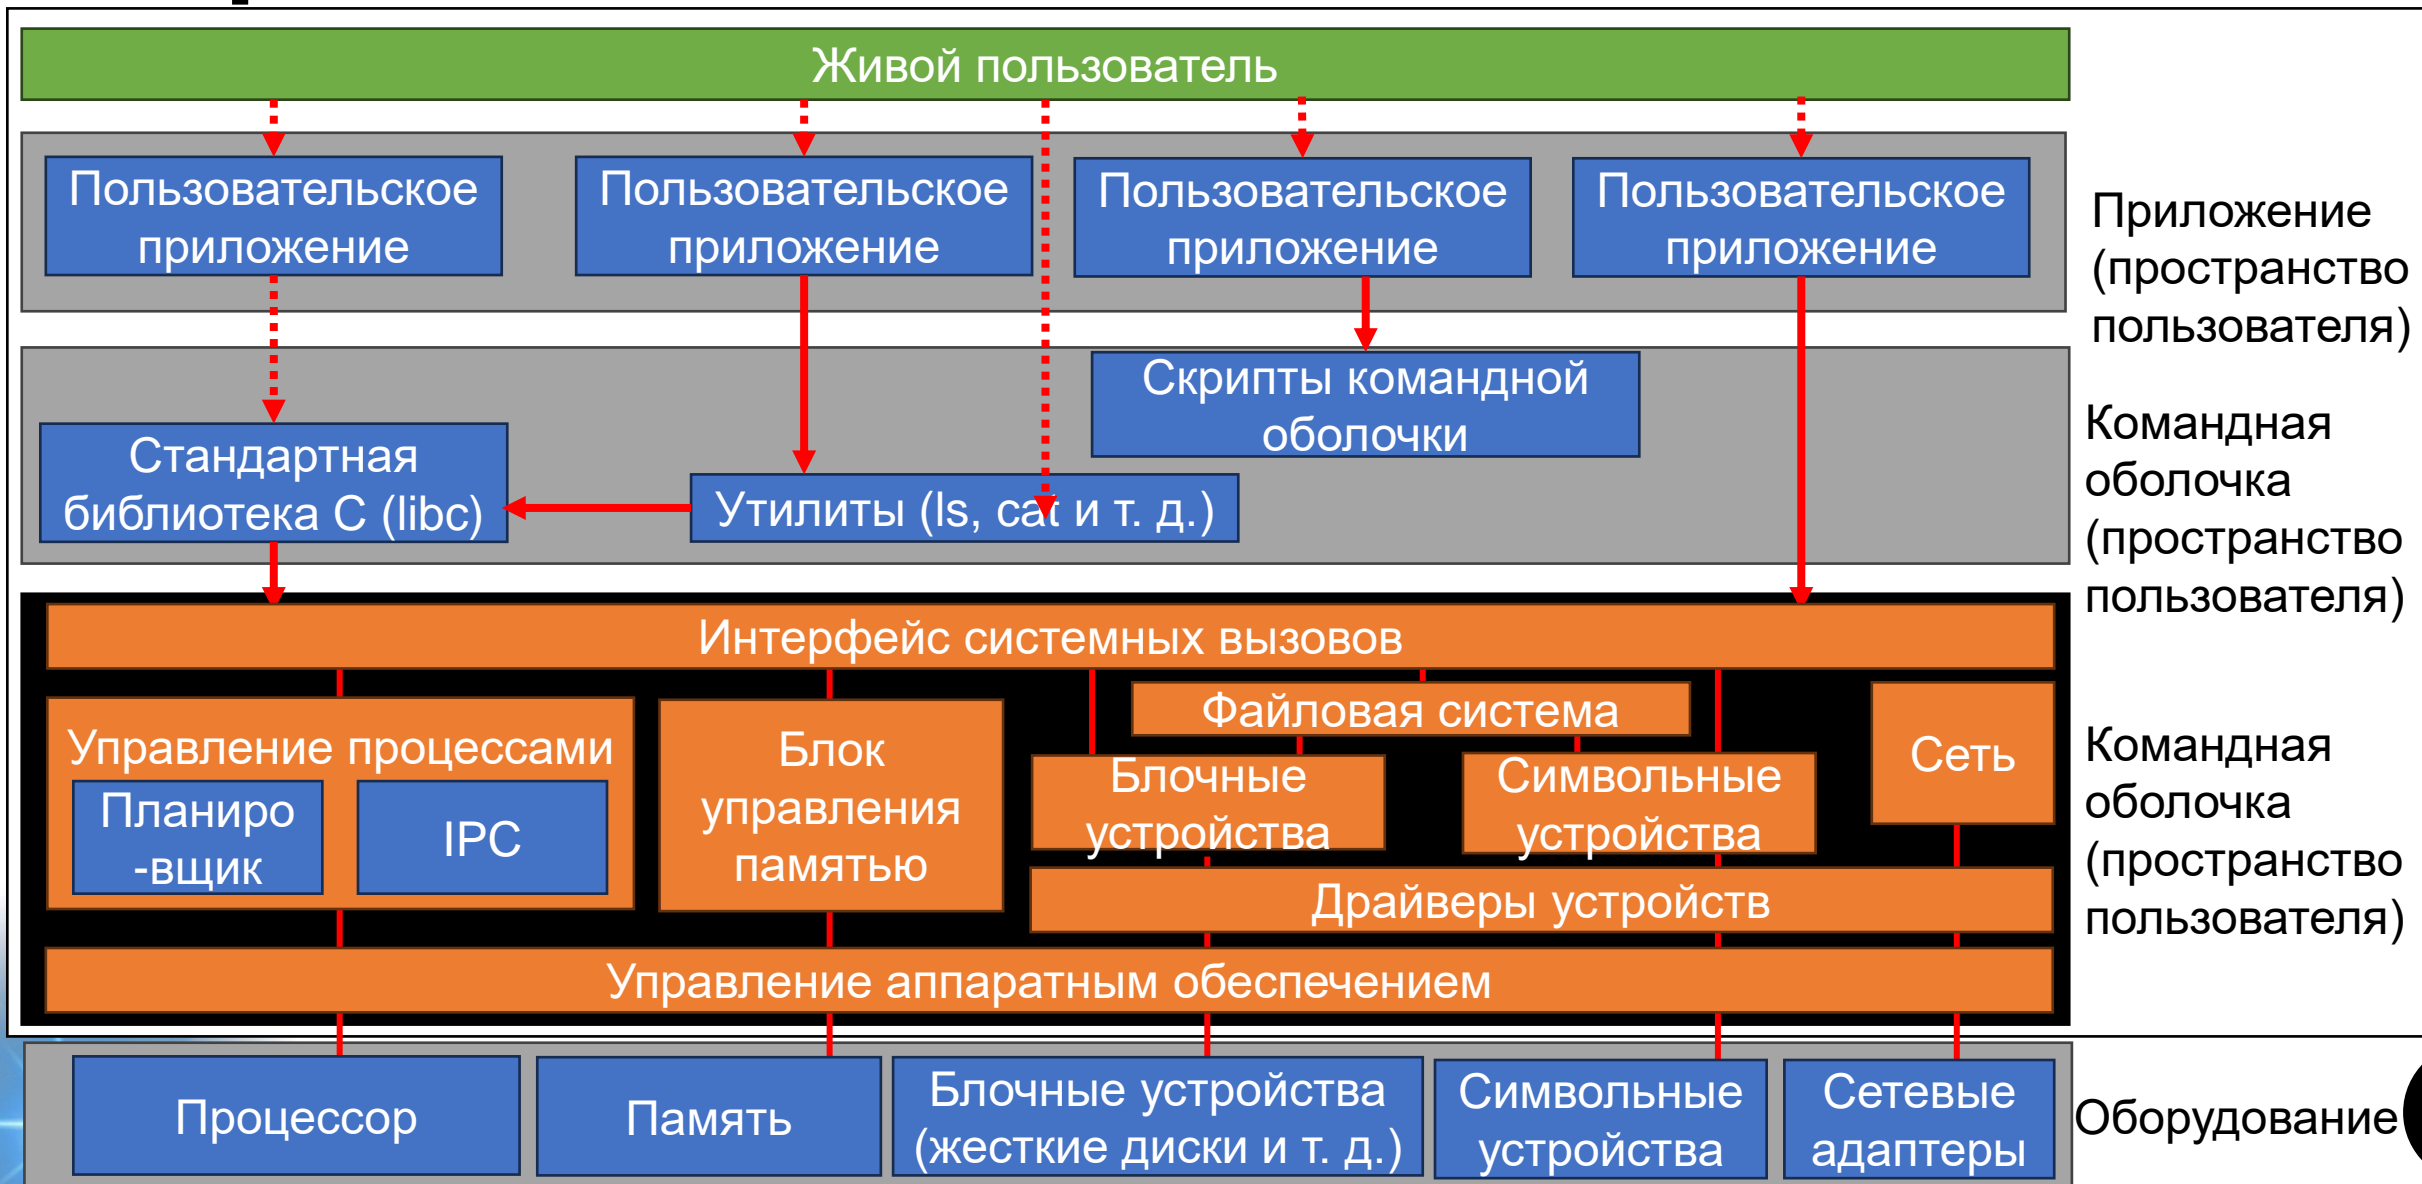 Живой пользователь
Пользовательское
приложение
Пользовательское
приложение
Пользовательское
приложение
Пользовательское
приложение
Приложение
(пространство
пользователя)
Скрипты командной
оболочки
Стандартная
библиотека C (libc)
Утилиты (ls, cat и т. д.)
Командная
оболочка
(пространство
пользователя)
Интерфейс системных вызовов
Управление процессами
Планиро
-вщик
IPC
Блок
управления
памятью
Файловая система
Блочные
устройства
Символьные
устройства
Сеть
Драйверы устройств
Управление аппаратным обеспечением
Командная
оболочка
(пространство
пользователя)
Процессор
Память
Блочные устройства
(жесткие диски и т. д.)
Символьные
устройства
Сетевые
адаптеры
Оборудование